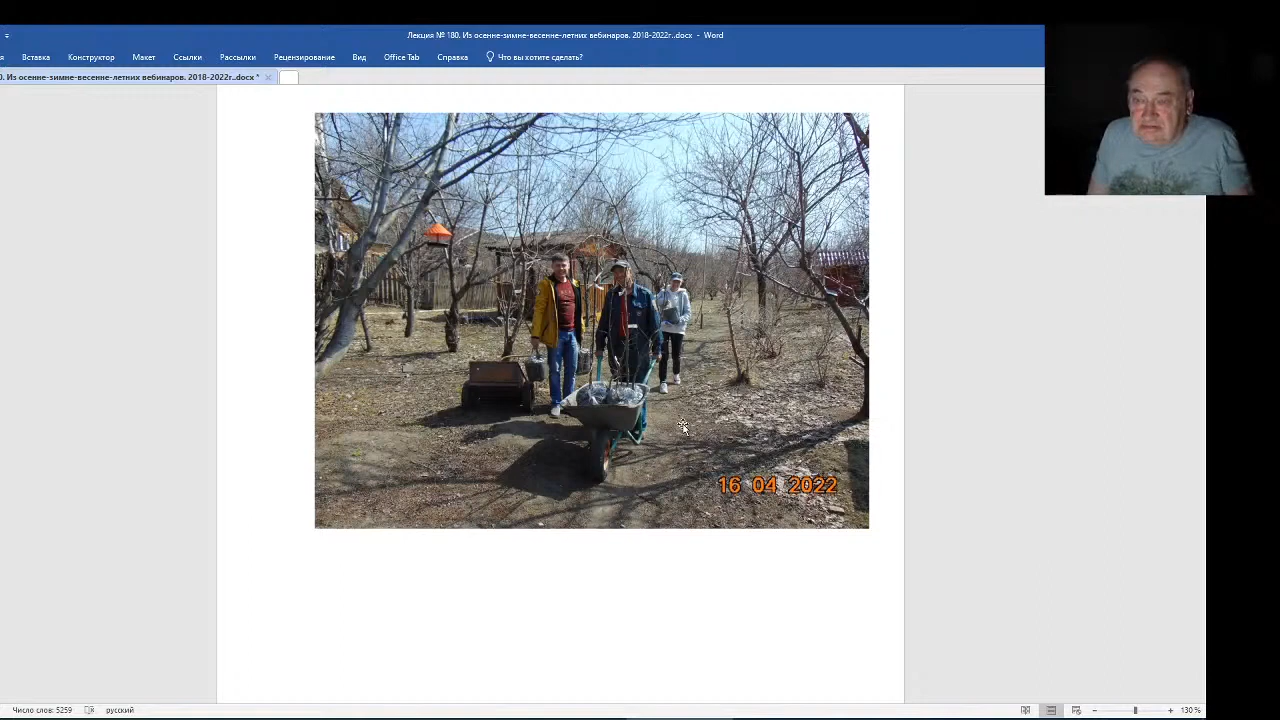 Лекция № 180. Из осенне-зимне-весенне-летних вебинаров. 2018-2022г..docx - Word
Вставка Конструктор Макет Ссылки Рассылки Рецензирование Вид Office Tab Справка Что вы хотите сделать?
0. Из осенне-зимне-весенне-летних вебинаров. 2018-2022г..docx *
16 04 2022
Число слов: 5259 русский 130 %